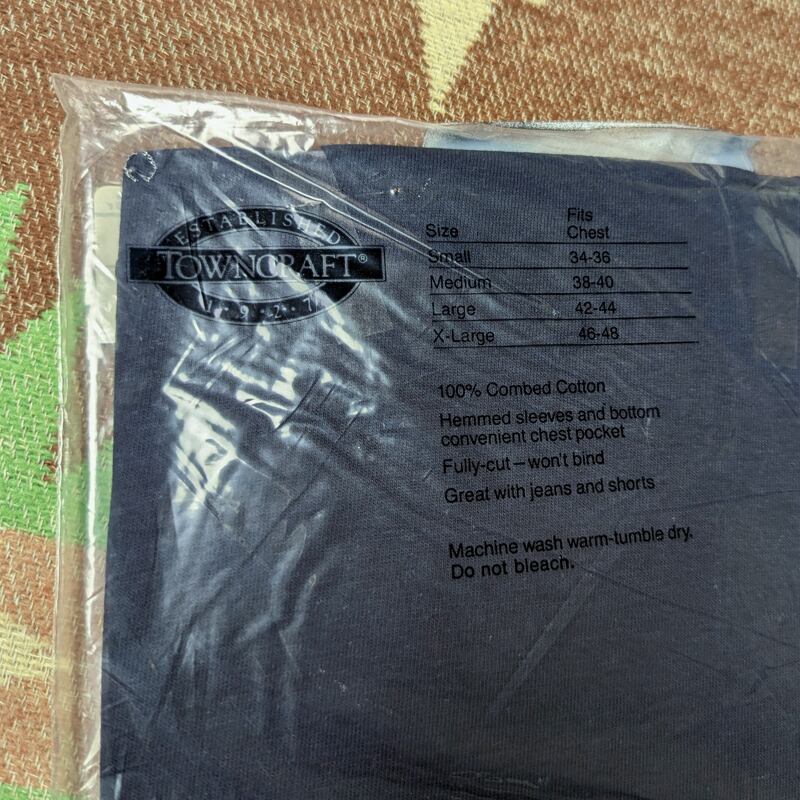 ESTABLISHED
TOWNCRAFT®
1·9·2·7
Size Fits Chest
Small 34-36
Medium 38-40
Large 42-44
X-Large 46-48
100% Combed Cotton
Hemmed sleeves and bottom
convenient chest pocket
Fully-cut—won't bind
Great with jeans and shorts
Machine wash warm-tumble dry.
Do not bleach.